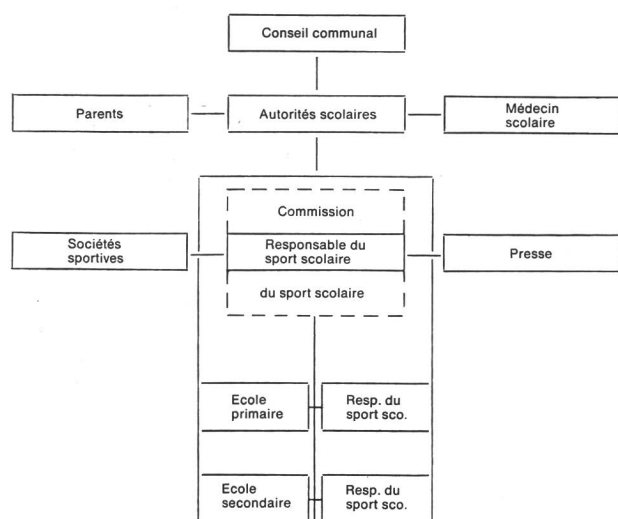 Conseil communal
Parents
Autorités scolaires
Médecin
scolaire
Commission
Sociétés
sportives
Responsable du
sport scolaire
Presse
du sport scolaire
Ecole
primaire
Resp. du
sport sco.
Ecole
secondaire
Resp. du
sport sco.